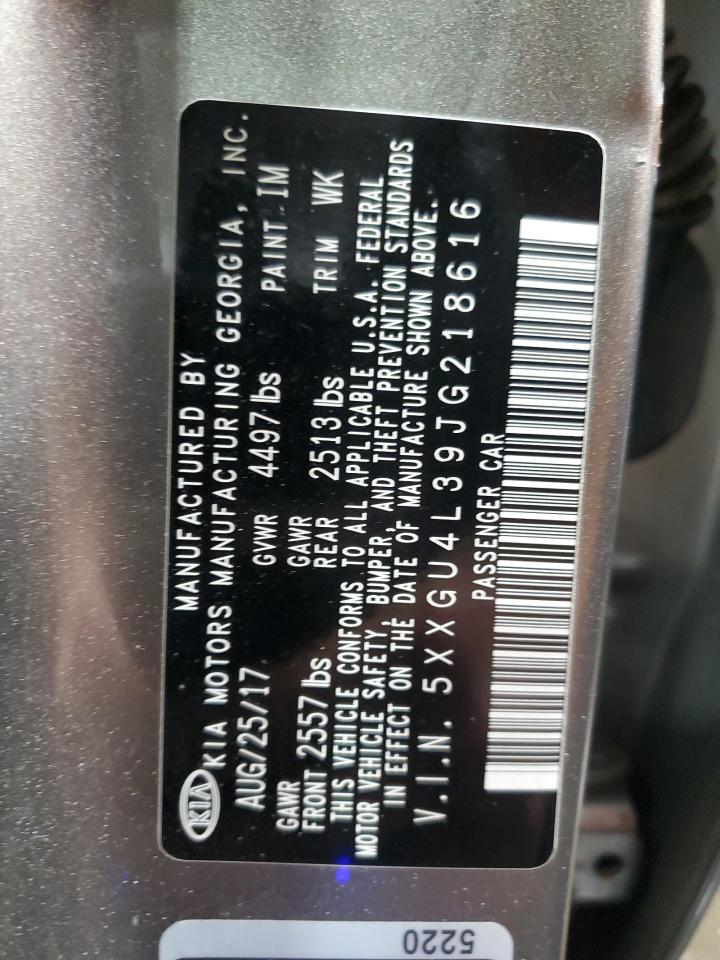 MANUFACTURED BY
KIA KIA MOTORS MANUFACTURING GEORGIA, INC.
AUG/25/17 GVWR 4497 lbs PAINT IM
GAWR FRONT 2557 lbs GAWR REAR 2513 lbs TRIM WK
THIS VEHICLE CONFORMS TO ALL APPLICABLE U.S.A. FEDERAL
MOTOR VEHICLE SAFETY, BUMPER, AND THEFT PREVENTION STANDARDS
IN EFFECT ON THE DATE OF MANUFACTURE SHOWN ABOVE.
V.I.N. 5XXGU4L39JG218616
PASSENGER CAR
5220